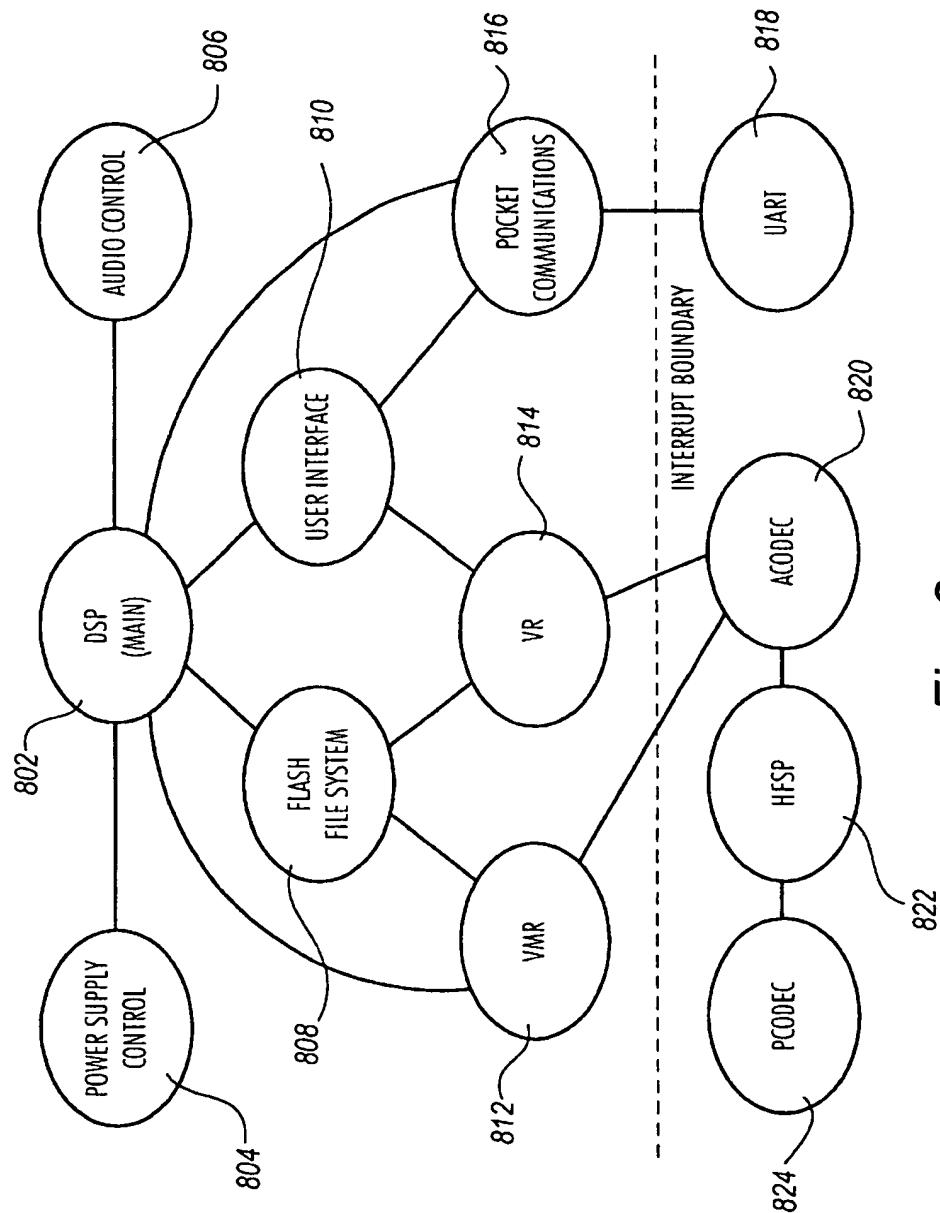 802
DSP
(MAIN)
806
AUDIO CONTROL
POWER SUPPLY
CONTROL
804
808
FLASH
FILE SYSTEM
USER INTERFACE
810
812
VMR
VR
814
POCKET
COMMUNICATIONS
816
INTERRUPT BOUNDARY
824
PCODEC
822
HFSP
ACODEC
820
UART
818